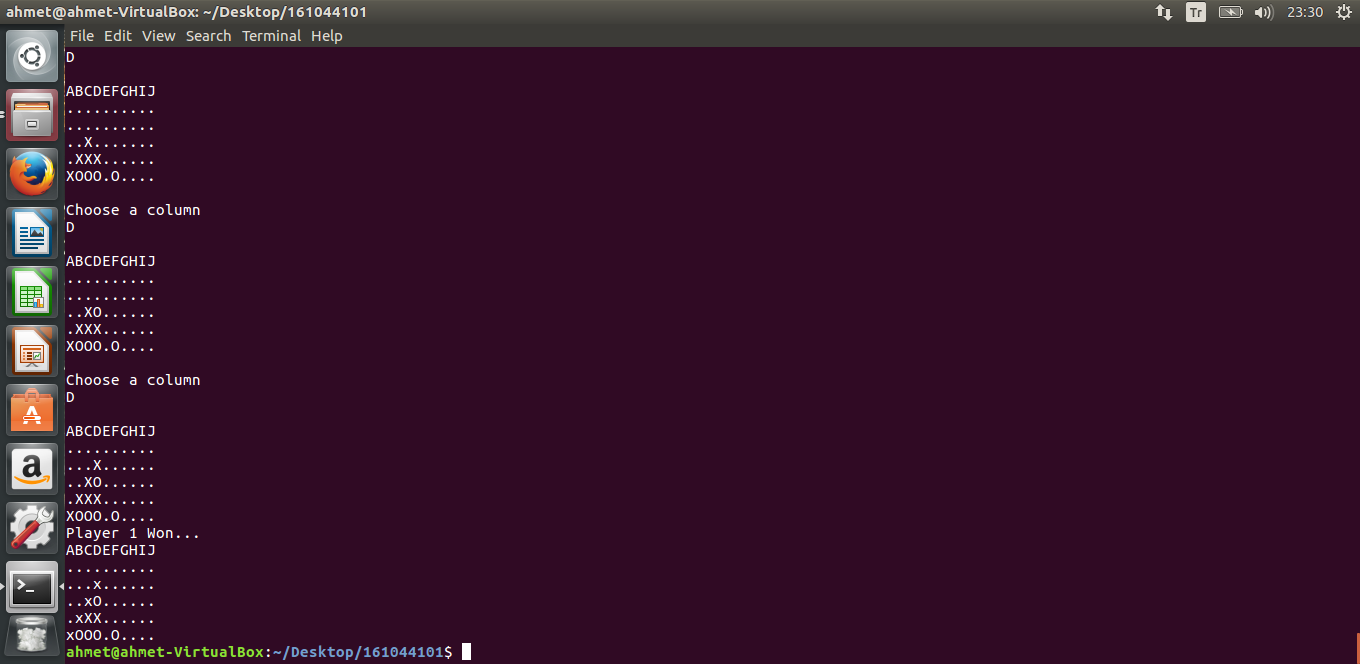 ahmet@ahmet-VirtualBox: ~/Desktop/161044101
Tr
23:30
File Edit View Search Terminal Help
D
ABCDEFGHIJ
..........
..........
..X.......
.XXX......
XOOO.O....
Choose a column
D
ABCDEFGHIJ
..........
..........
..XO......
.XXX......
XOOO.O....
Choose a column
D
ABCDEFGHIJ
..........
...X......
..XO......
.XXX......
XOOO.O....
Player 1 Won...
ABCDEFGHIJ
..........
...x......
..xO......
.xXX......
xOOO.O....
ahmet@ahmet-VirtualBox:~/Desktop/161044101$